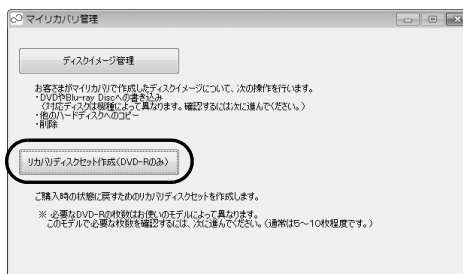 マイリカバリ管理
ディスクイメージ管理
お客さまがマイリカバリで作成したディスクイメージについて、次の操作を行います。
・DVDやBlu-ray Discへの書き込み
(対応ディスクは機種によって異なります。確認するには次に進んでください。)
・他のハードディスクへのコピー
・削除
リカバリディスクセット作成(DVD-Rのみ)
ご購入時の状態に戻すためのリカバリディスクセットを作成します。
※ 必要なDVD-Rの枚数はお使いのモデルによって異なります。
このモデルで必要な枚数を確認するには、次に進んでください。(通常は5～10枚程度です。)